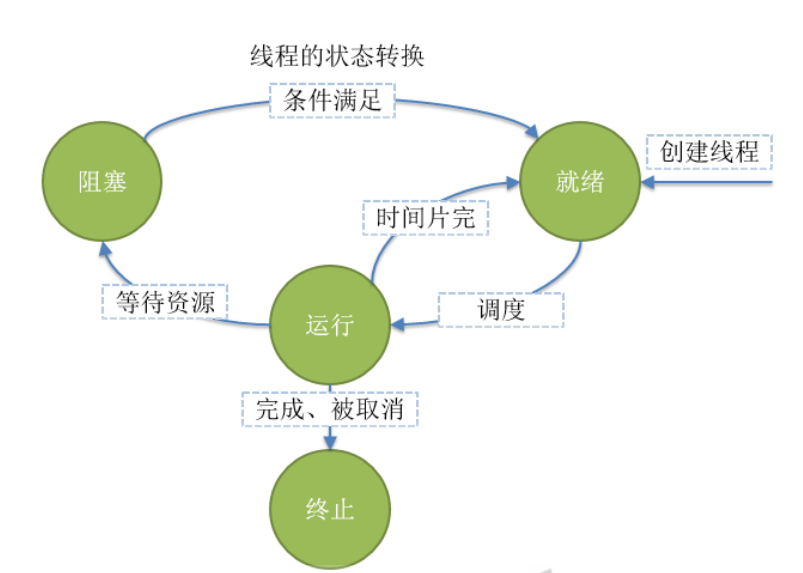 线程的状态转换
条件满足
阻塞
就绪
创建线程
时间片完
等待资源
运行
调度
完成、被取消
终止